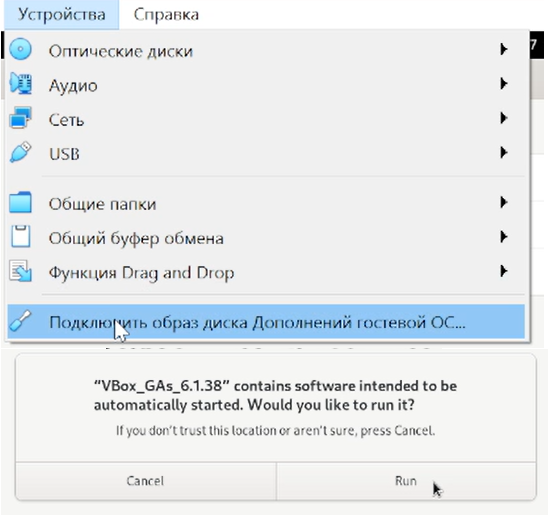 Устройства Справка
7
Оптические диски
Аудио
Сеть
USB
Общие папки
Общий буфер обмена
Функция Drag and Drop
Подключить образ диска Дополнений гостевой ОС...
“VBox_GAs_6.1.38” contains software intended to be
automatically started. Would you like to run it?
If you don’t trust this location or aren’t sure, press Cancel.
Cancel Run